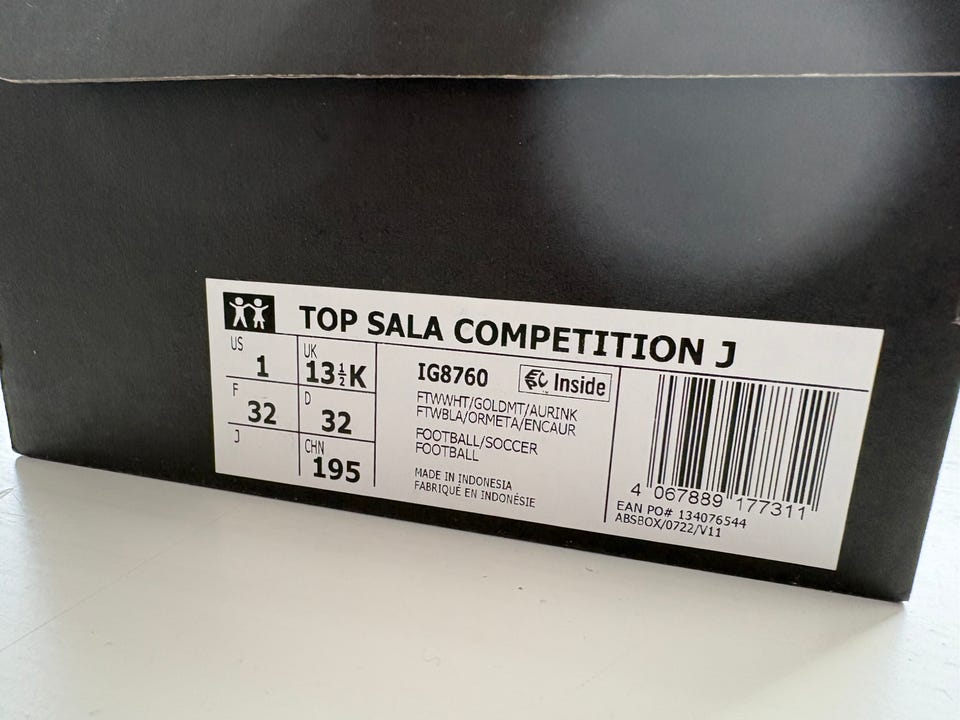 TOP SALA COMPETITION J
US 1
UK 13½K
F 32
D 32
J
CHN 195
IG8760
Inside
FTWWHT/GOLDMT/AURINK
FTWBLA/ORMETA/ENCAUR
FOOTBALL/SOCCER
FOOTBALL
MADE IN INDONESIA
FABRIQUÉ EN INDONÉSIE
4 067889 177311
EAN PO# 134076544
ABSBOX/0722/V11